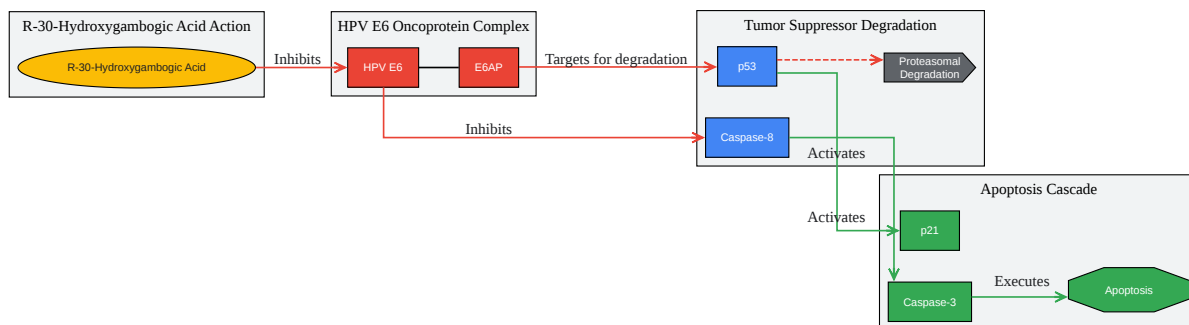 R-30-Hydroxygambogic Acid Action
HPV E6 Oncoprotein Complex
Tumor Suppressor Degradation
R-30-Hydroxygambogic Acid
Inhibits
HPV E6
E6AP
Targets for degradation
p53
Proteasomal
Degradation
Inhibits
Caspase-8
Activates
Apoptosis Cascade
Activates
p21
Caspase-3
Executes
Apoptosis